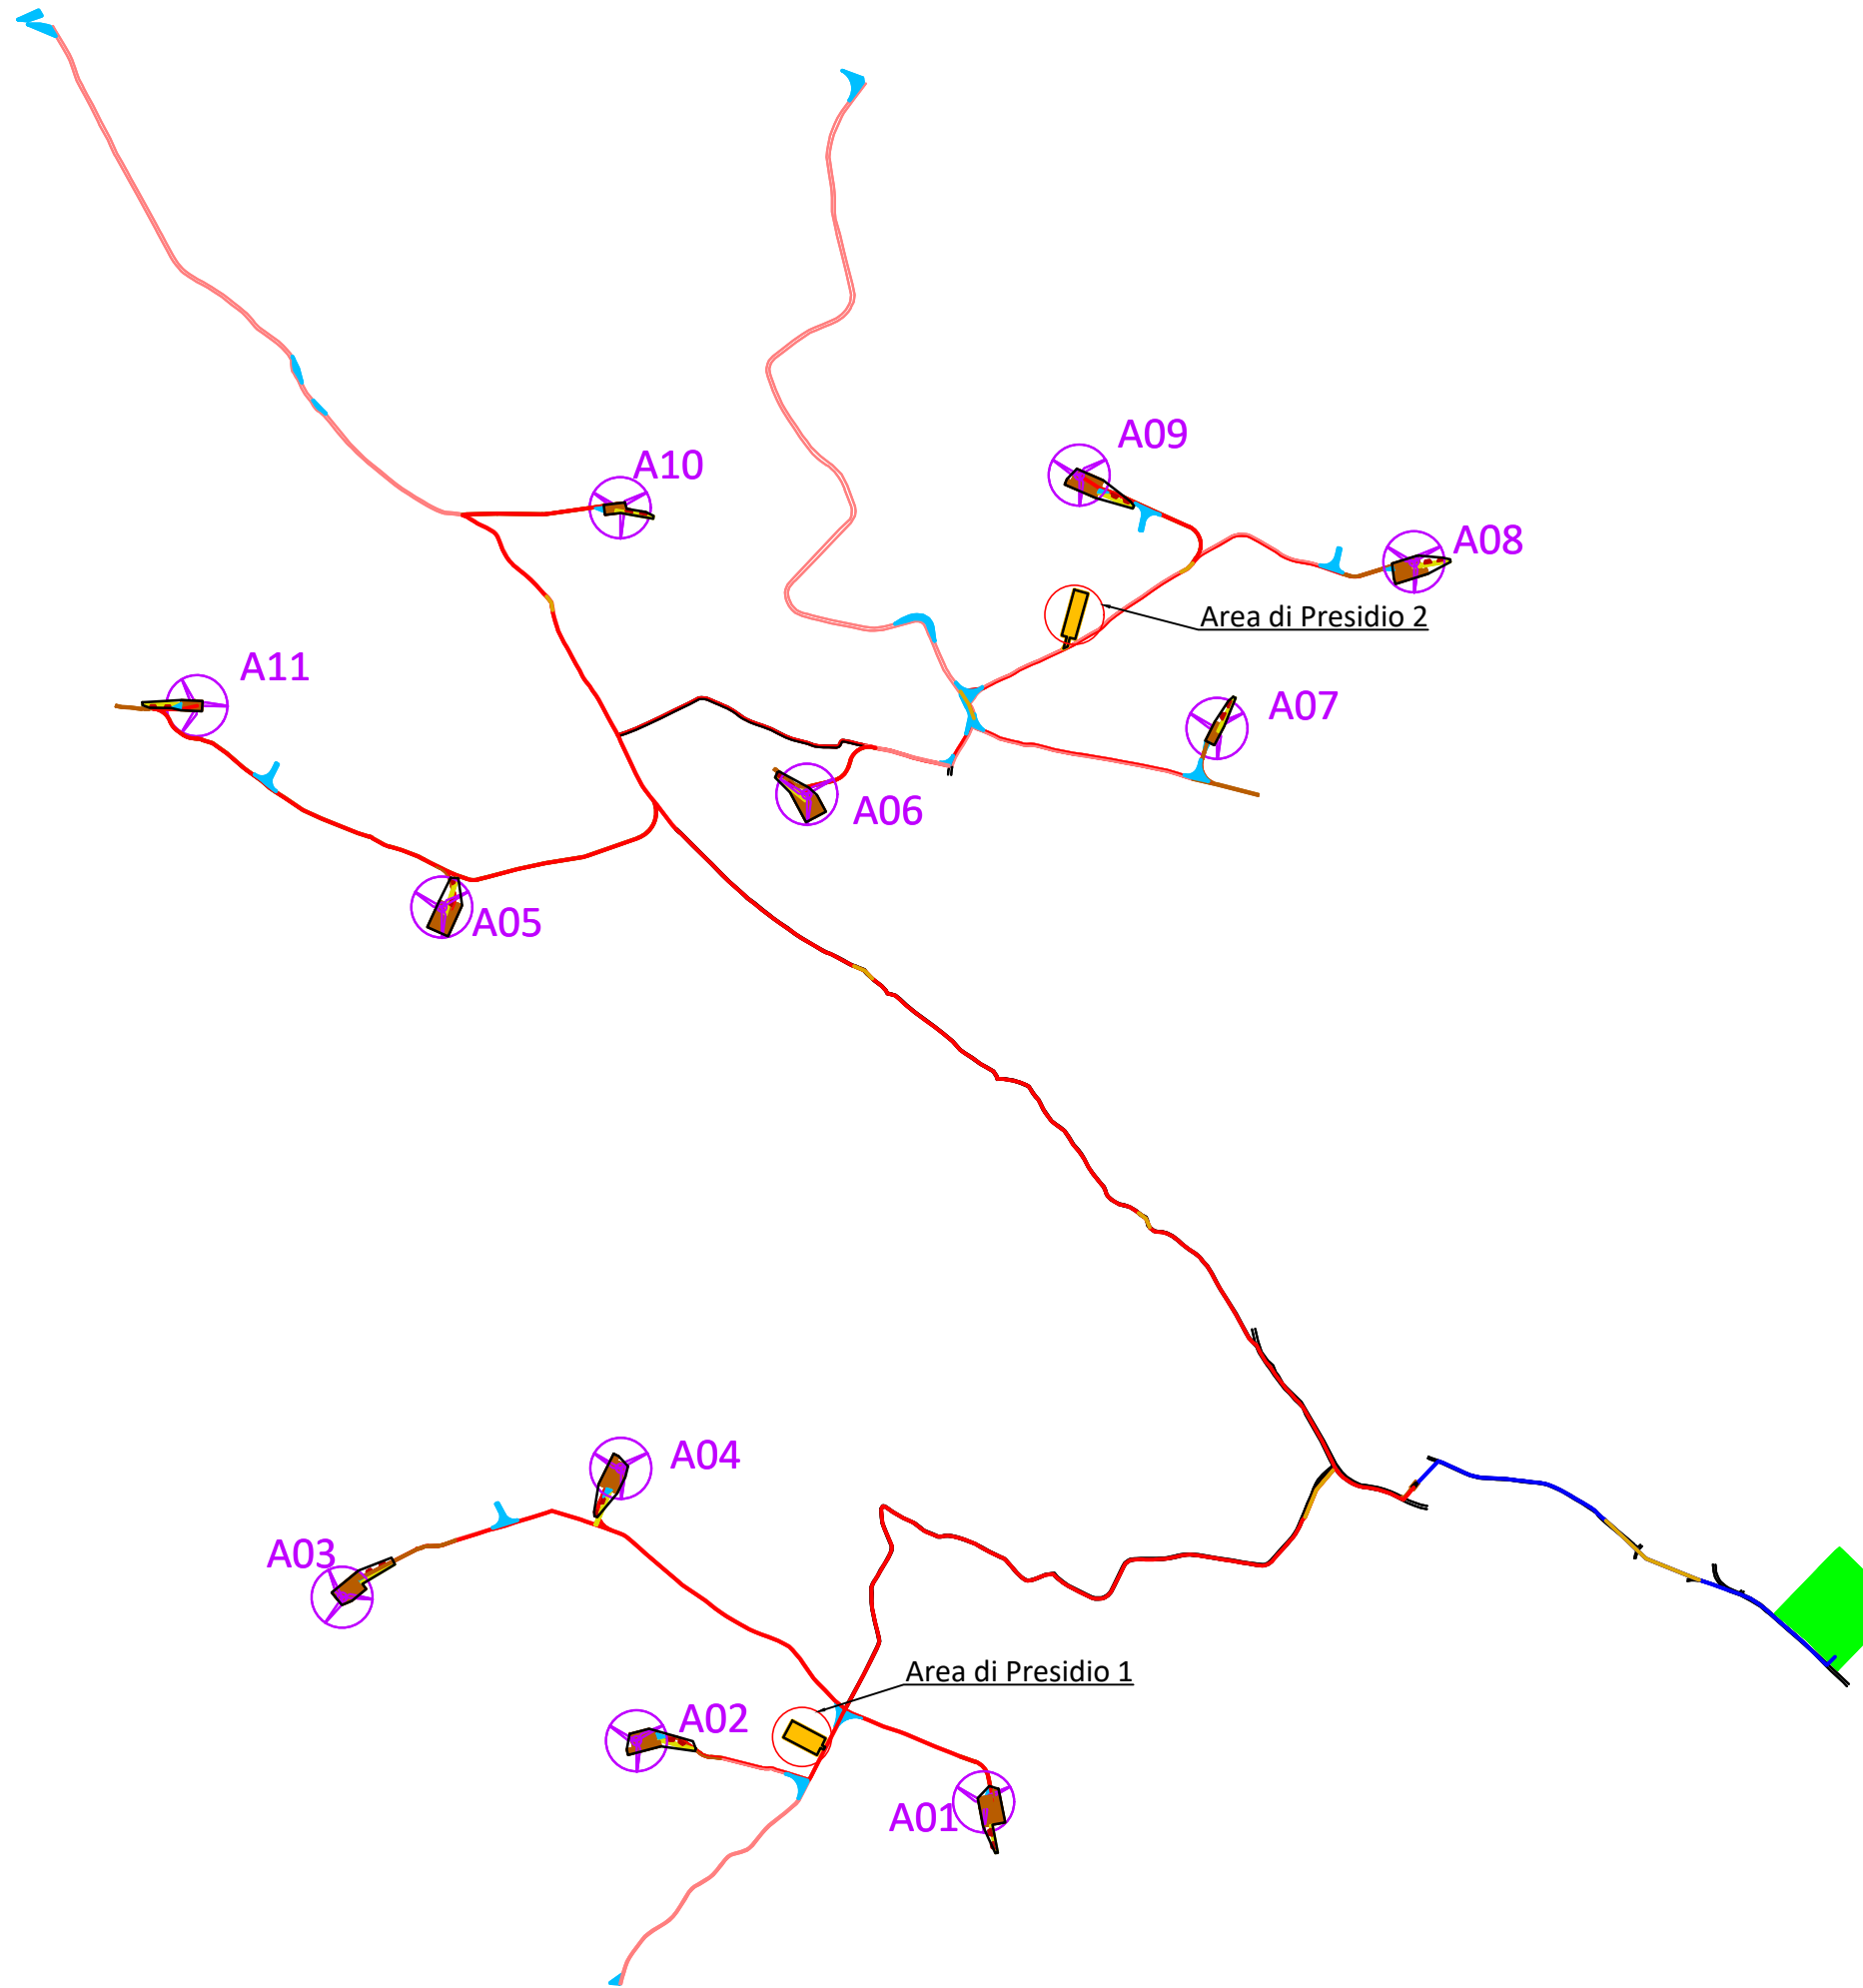 A09
A10
A08
Area di Presidio 2
A11
A07
A06
A05
A04
A03
Area di Presidio 1
A02
A01